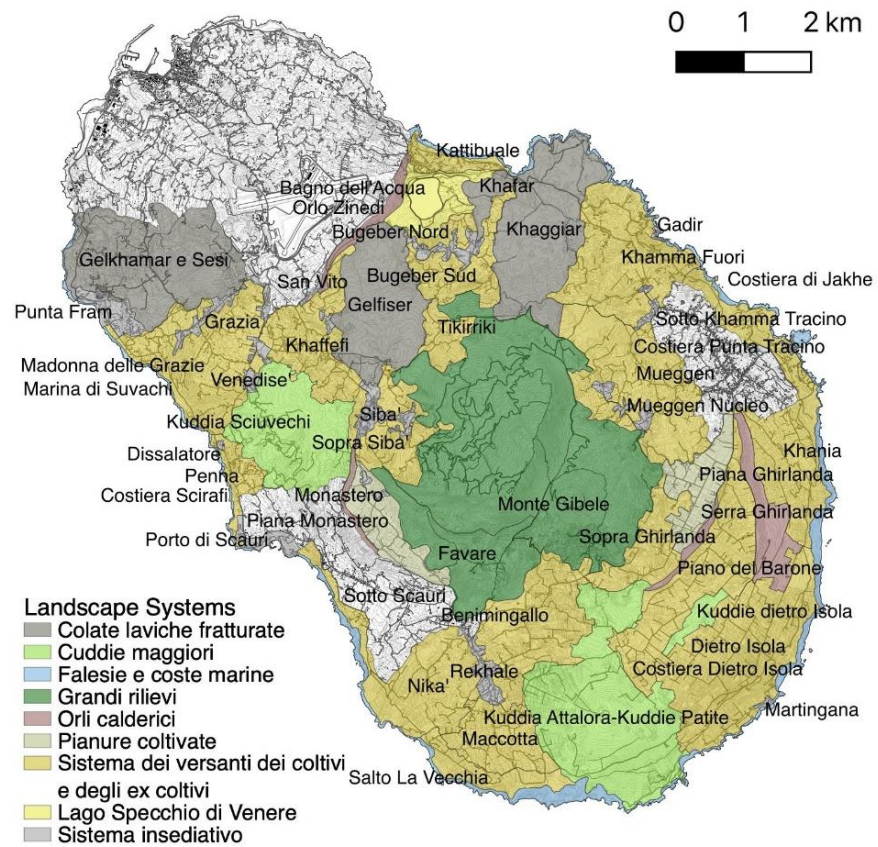 0 1 2 km
Kattibuale
Bagno dell'Acqua
Khafar
Orlo Zinedi
Bugeber Nord
Khaggiar
Gadir
Gelkhamar e Sesi
Khamma Fuori
Bugeber Sud
San Vito
Costiera di Jakhe
Gelfiser
Punta Fram
Grazia
Tikirriki
Sotto Khamma Tracino
Khaffefi
Costiera Punta Tracino
Madonna delle Grazie
Venedise
Mueggen
Marina di Suvachi
Mueggen Nucleo
Siba'
Kuddia Sciuvechi
Sopra Siba'
Khania
Dissalatore
Penna
Piana Ghirlanda
Costiera Scirafi
Monastero
Monte Gibele
Serra Ghirlanda
Piana Monastero
Porto di Scauri
Sopra Ghirlanda
Favare
Piano del Barone
Sotto Scauri
Benimingallo
Kuddie dietro Isola
Dietro Isola
Rekhale
Costiera Dietro Isola
Nika'
Martingana
Kuddia Attalora-Kuddie Patite
Maccotta
Salto La Vecchia
Landscape Systems
Colate laviche fratturate
Cuddie maggiori
Falesie e coste marine
Grandi rilievi
Orli calderici
Pianure coltivate
Sistema dei versanti dei coltivi
e degli ex coltivi
Lago Specchio di Venere
Sistema insediativo